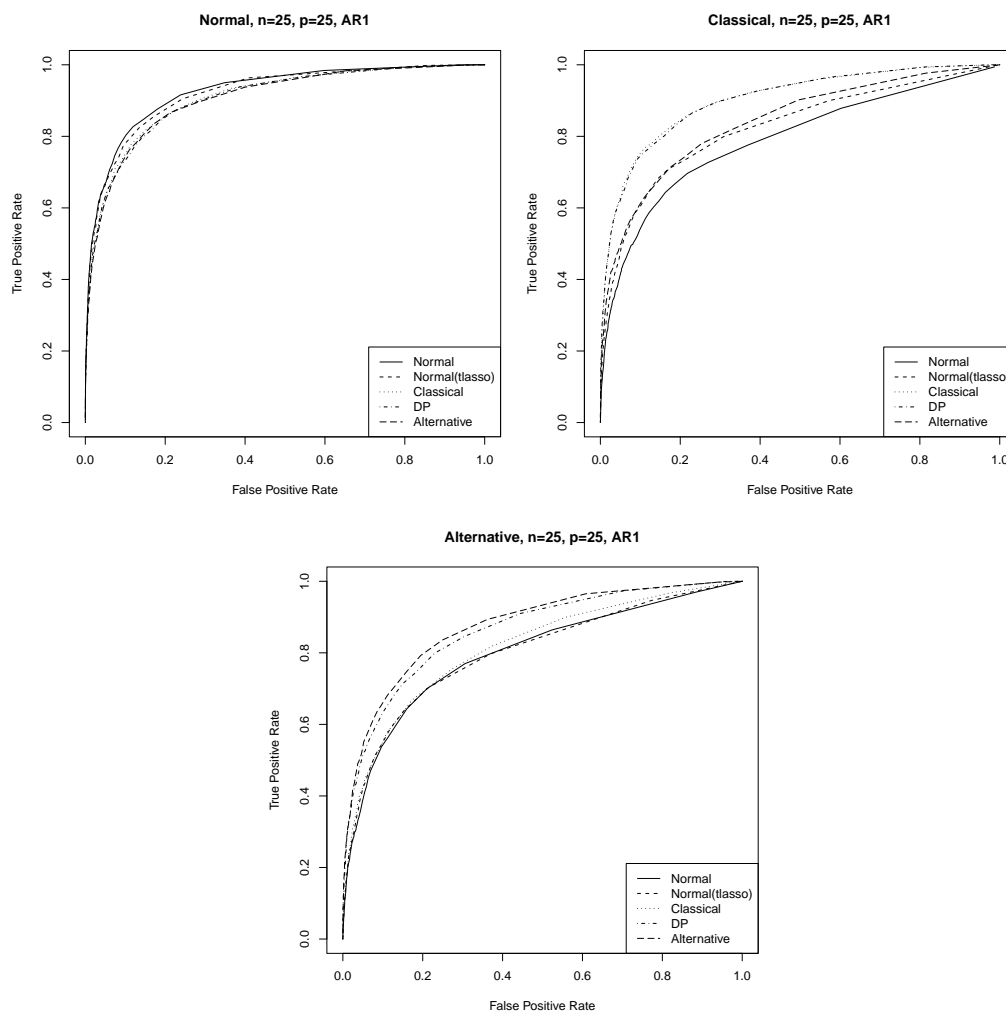 Normal, n=25, p=25, AR1
True Positive Rate
1.0
0.8
0.6
0.4
0.2
0.0
Normal
Normal(tlasso)
Classical
DP
Alternative
0.0 0.2 0.4 0.6 0.8 1.0
False Positive Rate
Classical, n=25, p=25, AR1
True Positive Rate
1.0
0.8
0.6
0.4
0.2
0.0
Normal
Normal(tlasso
Classical
DP
Alternative
0.0 0.2 0.4 0.6 0.8 1.0
False Positive Rate
Alternative, n=25, p=25, AR1
True Positive Rate
1.0
0.8
0.6
0.4
0.2
0.0
Normal
Normal(tlasso)
Classical
DP
Alternative
0.0 0.2 0.4 0.6 0.8 1.0
False Positive Rate